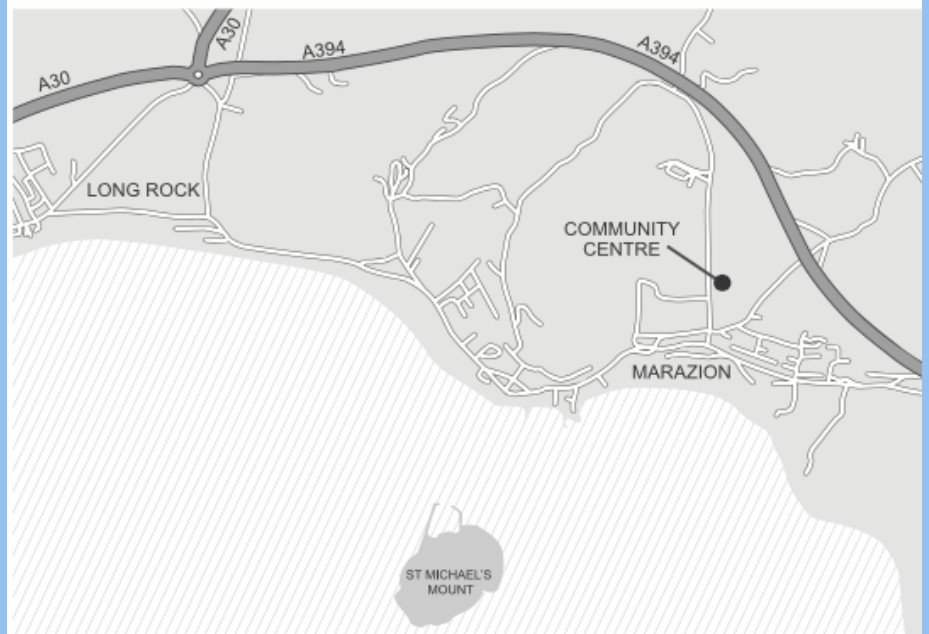 A30
A394
A394
A30
LONG ROCK
COMMUNITY
CENTRE
MARAZION
ST MICHAEL'S
MOUNT